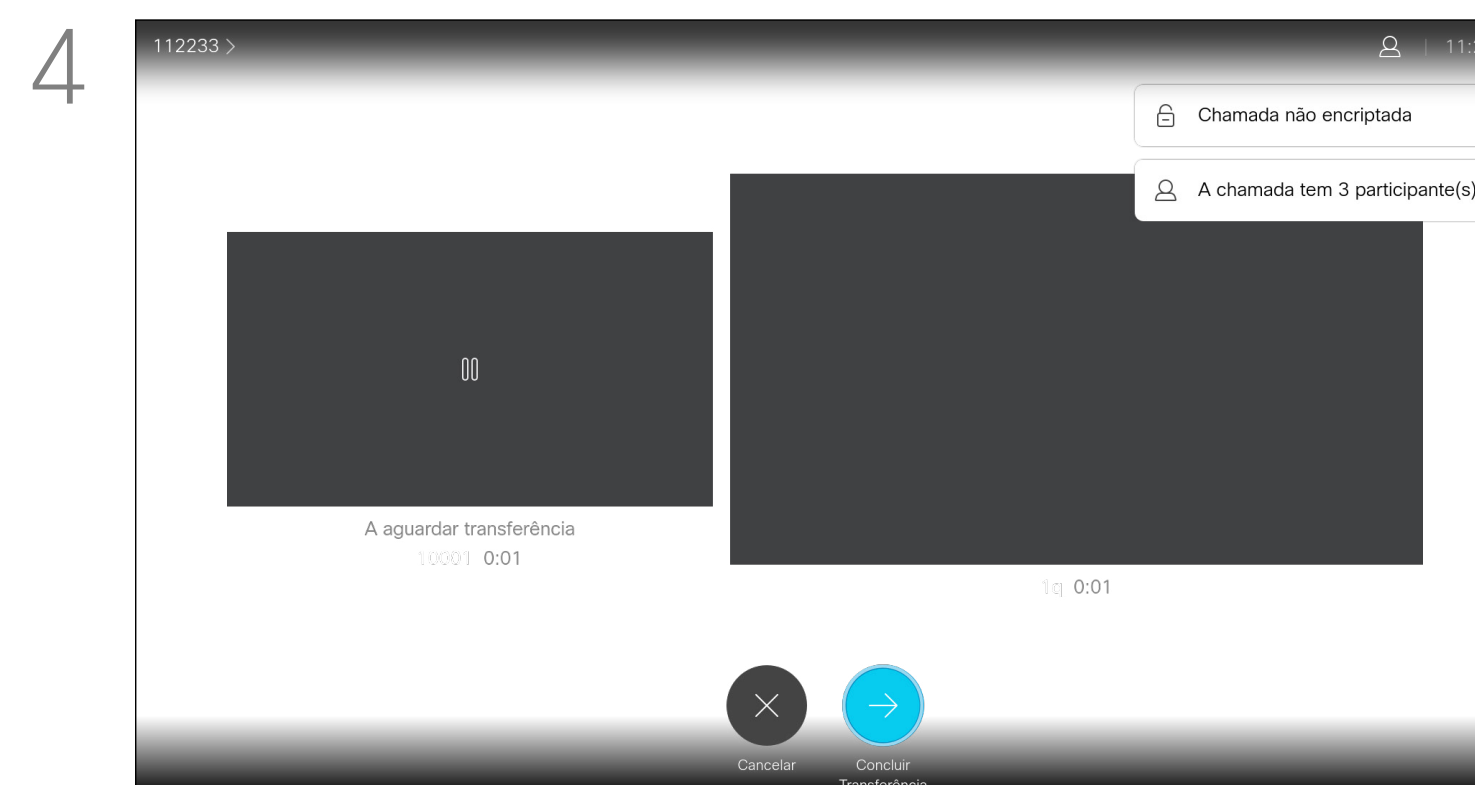 4
112233
Chamada não encriptada
A chamada tem 3 participante(s)
A aguardar transferência
10001 0:01
1q 0:01
Cancelar
Concluir
Transferência